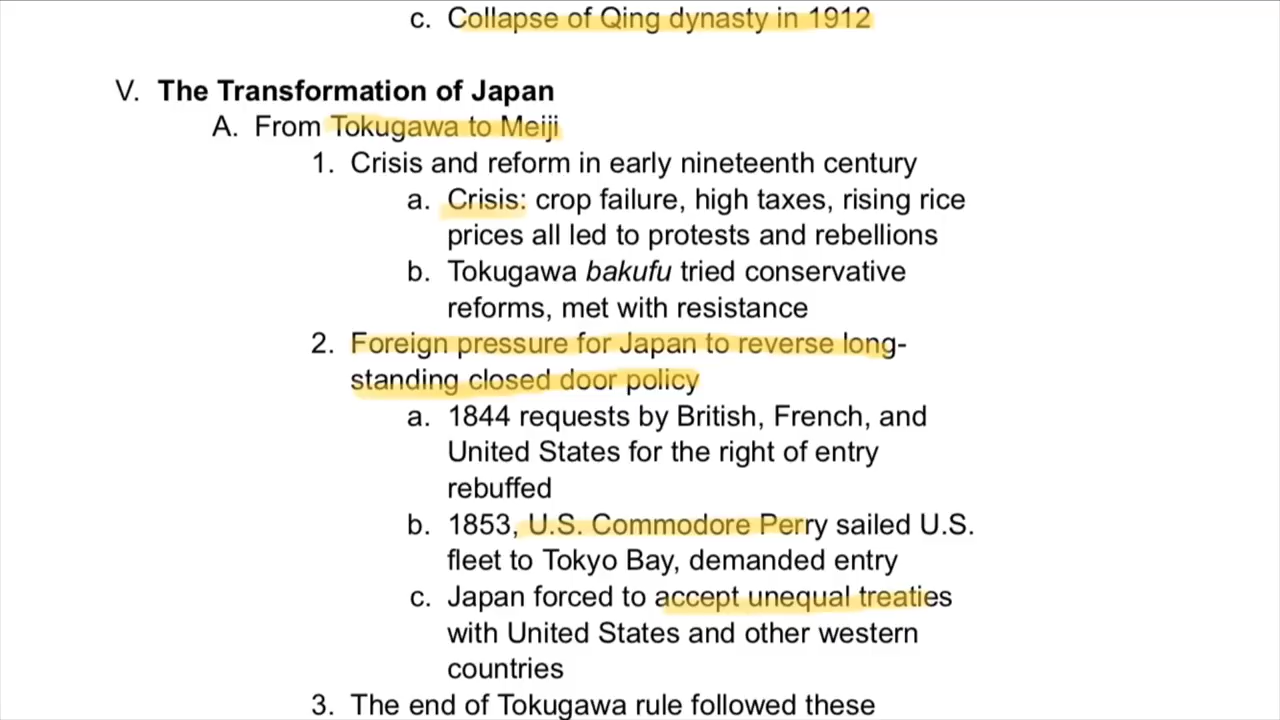 c. Collapse of Qing dynasty in 1912
V. The Transformation of Japan
A. From Tokugawa to Meiji
1. Crisis and reform in early nineteenth century
a. Crisis: crop failure, high taxes, rising rice
prices all led to protests and rebellions
b. Tokugawa bakufu tried conservative
reforms, met with resistance
2. Foreign pressure for Japan to reverse long-
standing closed door policy
a. 1844 requests by British, French, and
United States for the right of entry
rebuffed
b. 1853, U.S. Commodore Perry sailed U.S.
fleet to Tokyo Bay, demanded entry
c. Japan forced to accept unequal treaties
with United States and other western
countries
3. The end of Tokugawa rule followed these